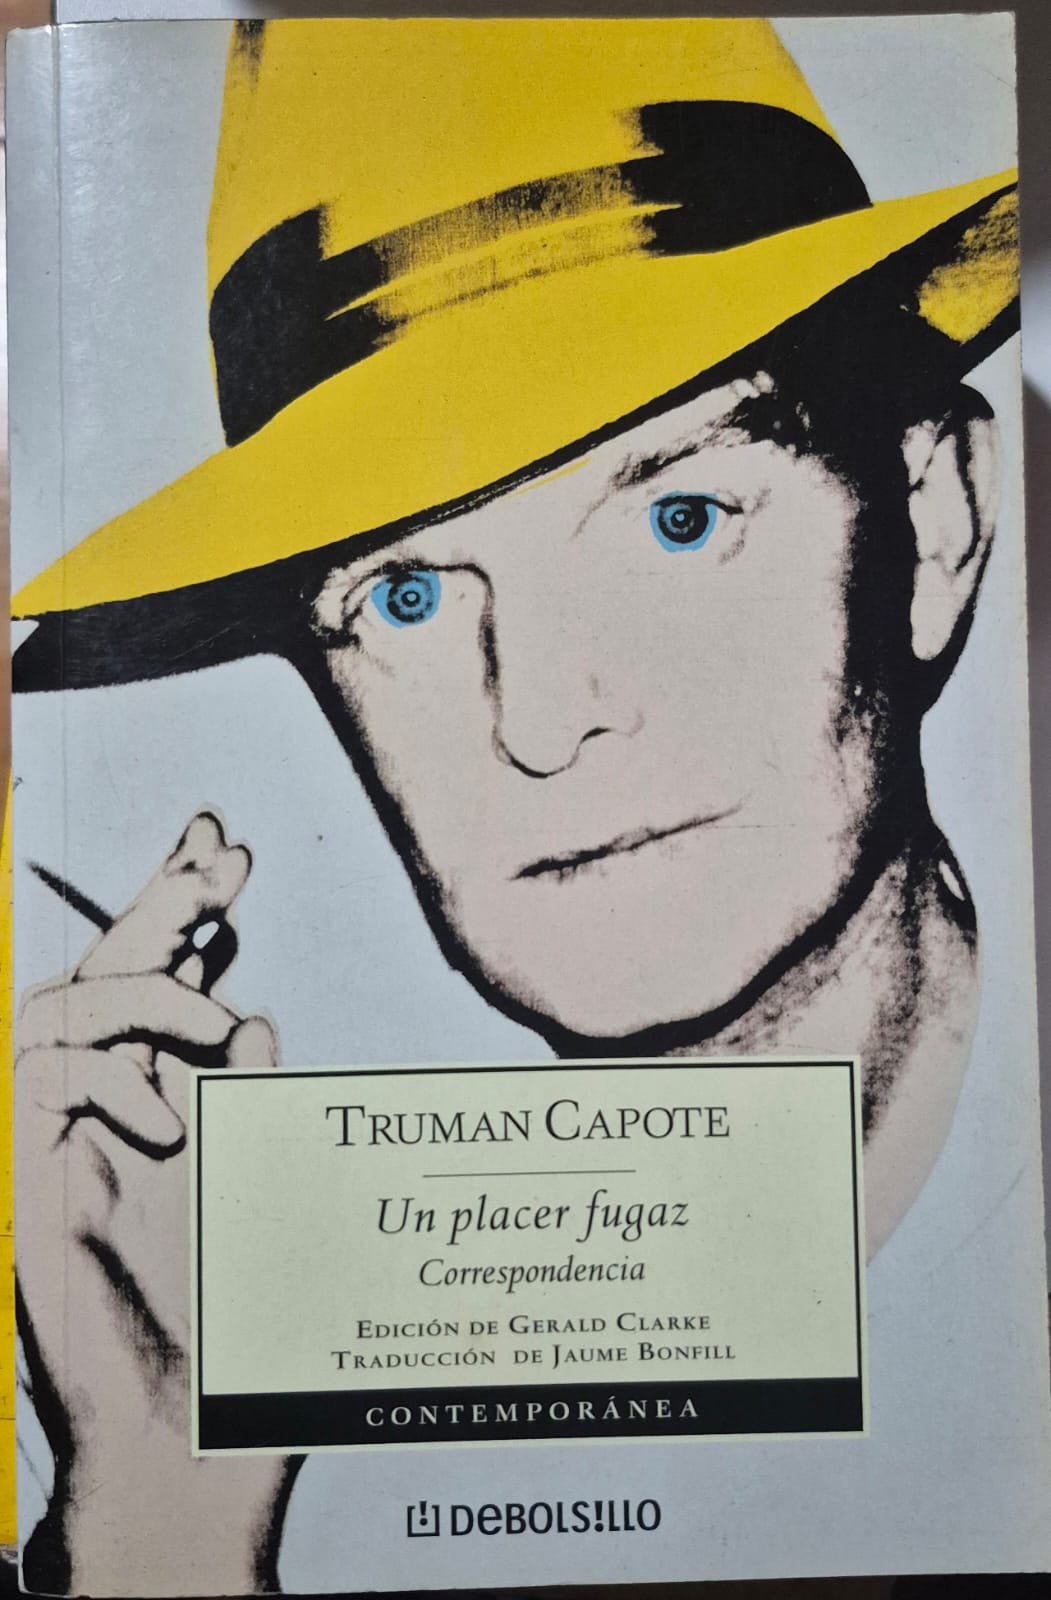 TRUMAN CAPOTE
Un placer fugaz
Correspondencia
EDICIÓN DE GERALD CLARKE
TRADUCCIÓN DE JAUME BONFILL
CONTEMPORÁNEA
[!] DeBOLS!LLO